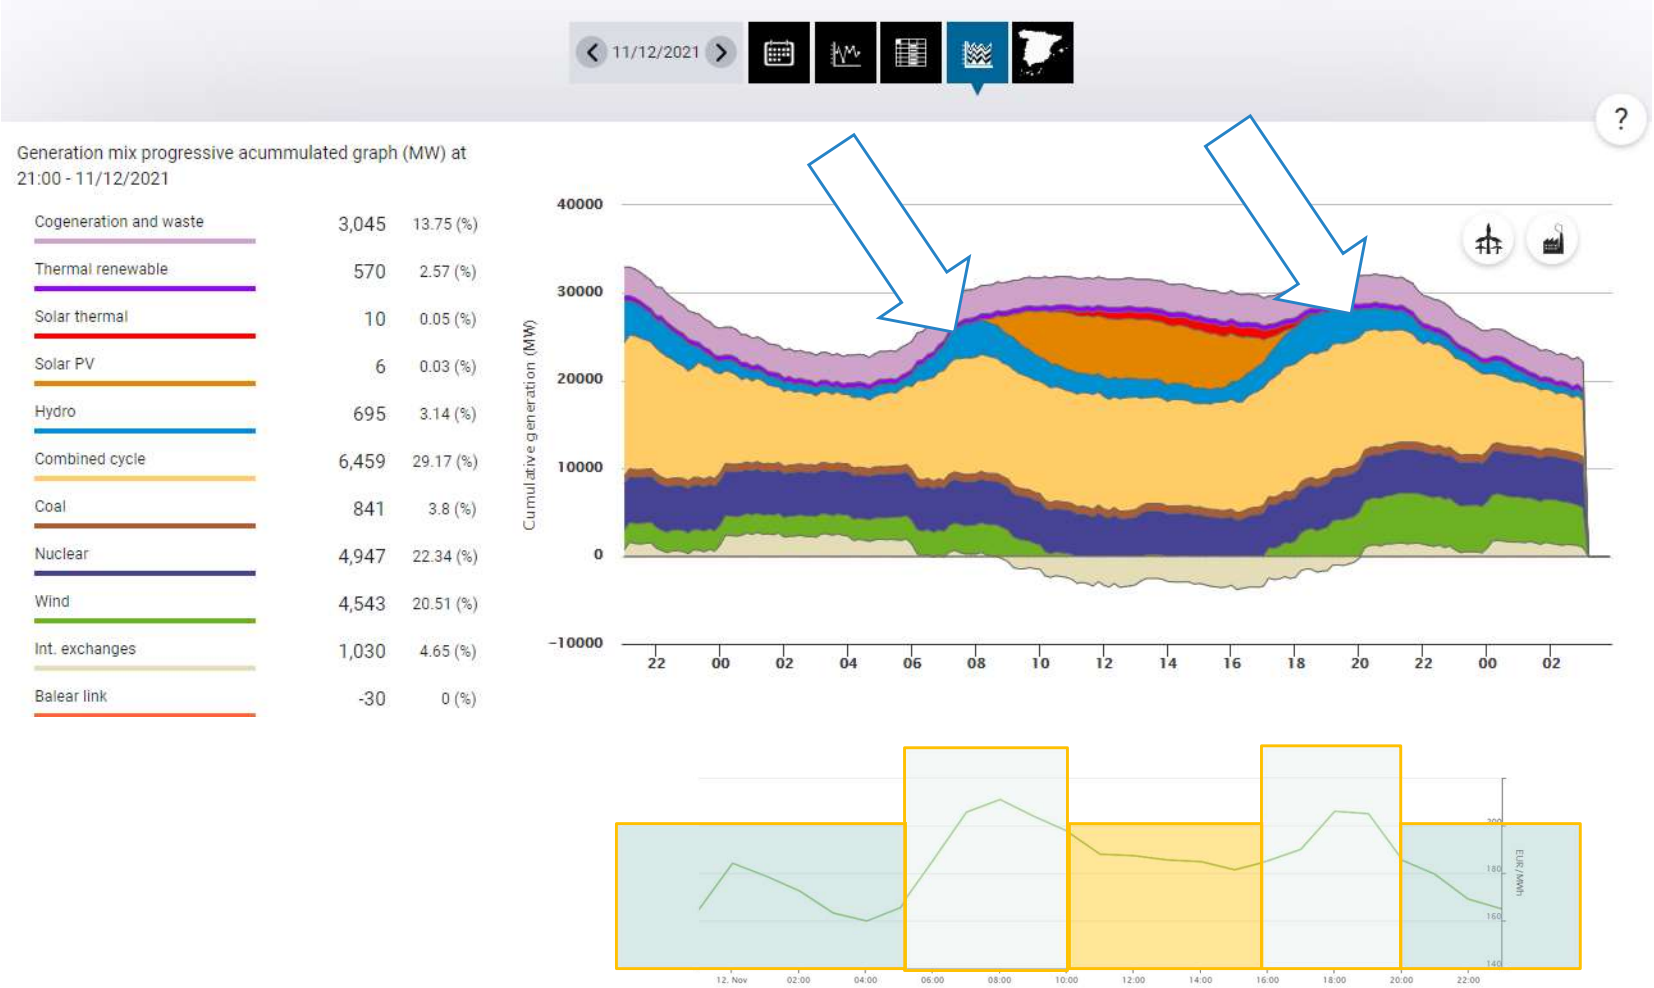 11/12/2021
?
Generation mix progressive acummulated graph (MW) at
21:00 - 11/12/2021
Cogeneration and waste 3,045 13.75 (%)
Thermal renewable 570 2.57 (%)
Solar thermal 10 0.05 (%)
Solar PV 6 0.03 (%)
Hydro 695 3.14 (%)
Combined cycle 6,459 29.17 (%)
Coal 841 3.8 (%)
Nuclear 4,947 22.34 (%)
Wind 4,543 20.51 (%)
Int. exchanges 1,030 4.65 (%)
Balear link -30 0 (%)
Cumulative generation (MW)
40000
30000
20000
10000
0
-10000
22 00 02 04 06 08 10 12 14 16 18 20 22 00 02
200
180
160
140
EUR/MWh
12. Nov 02:00 04:00 06:00 08:00 10:00 12:00 14:00 16:00 18:00 20:00 22:00